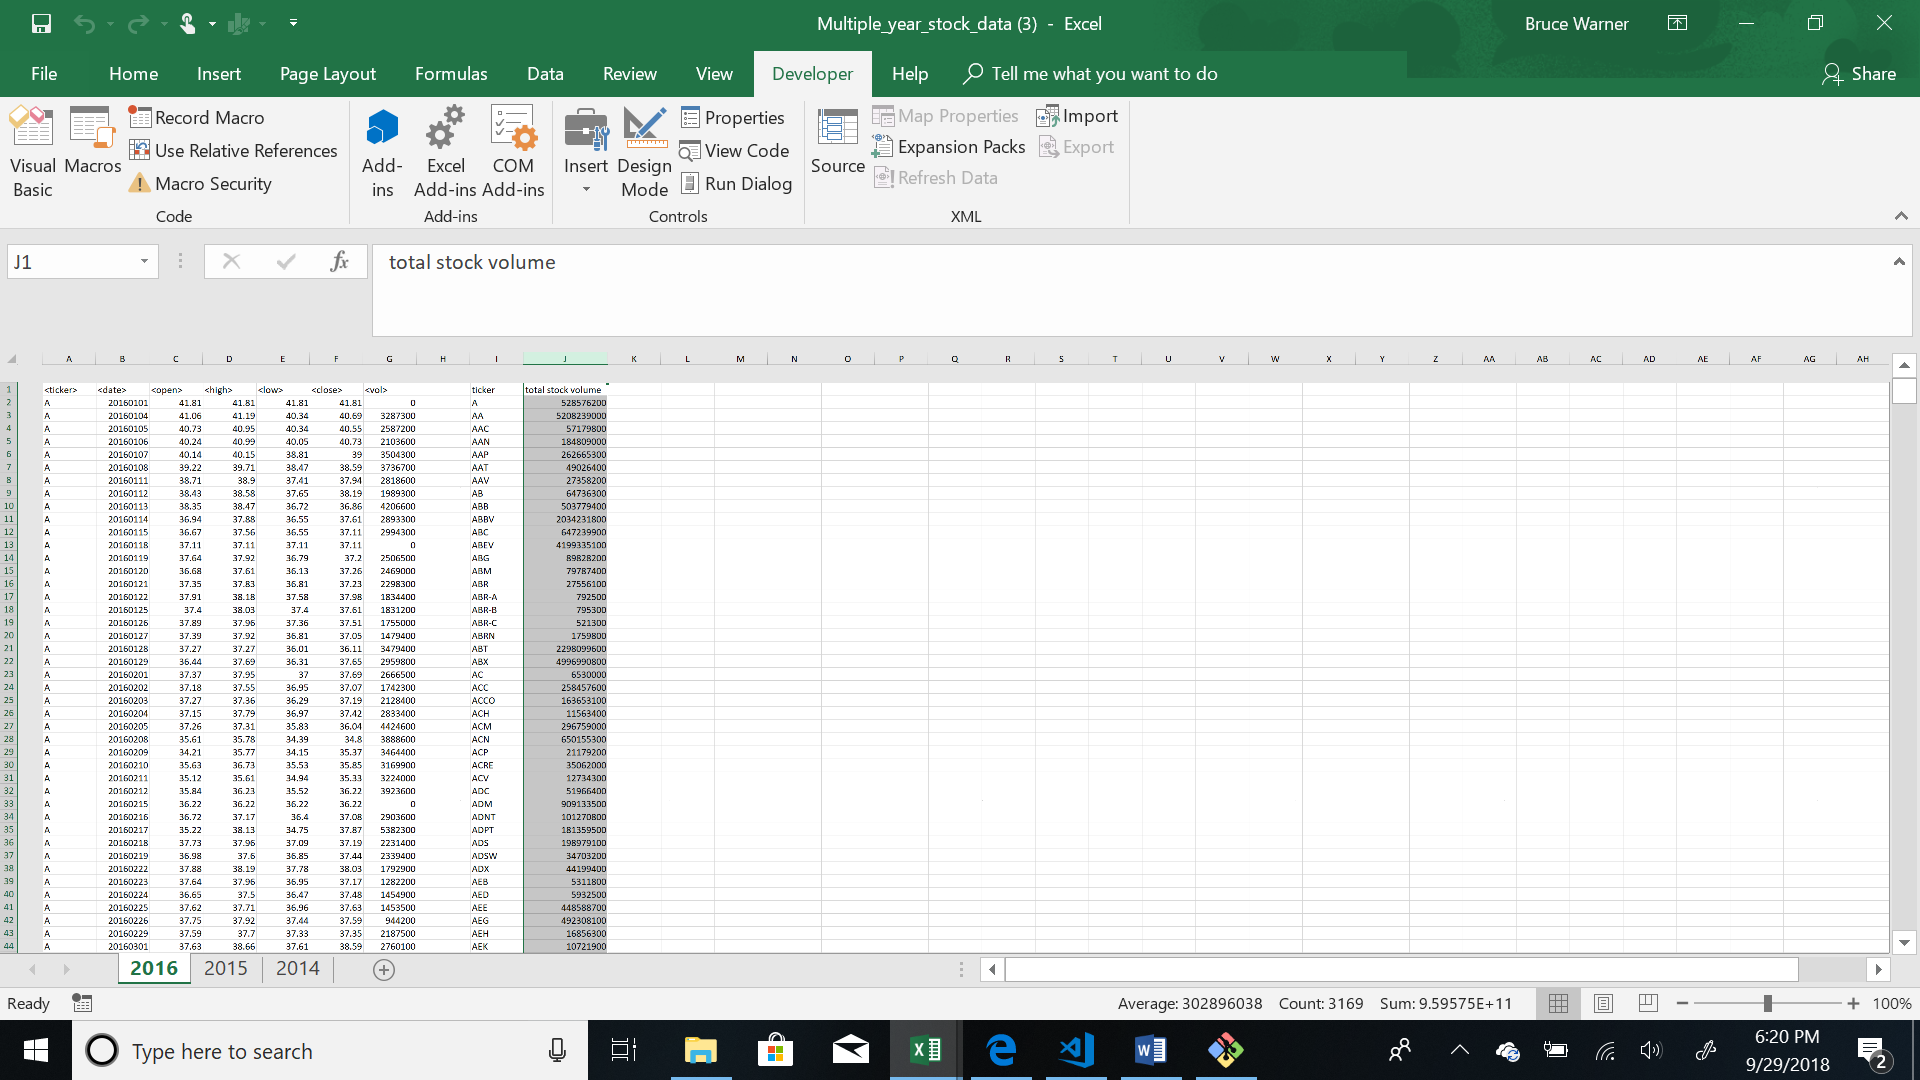 Multiple_year_stock_data (3) - Excel
Bruce Warner
File Home Insert Page Layout Formulas Data Review View Developer Help Tell me what you want to do Share
Visual Basic
Macros
Record Macro
Use Relative References
Macro Security
Code
Add-ins
Excel Add-ins
COM Add-ins
Add-ins
Insert
Design Mode
Properties
View Code
Run Dialog
Controls
Source
Map Properties
Expansion Packs
Refresh Data
Import
Export
XML
J1
fx
total stock volume
A B C D E F G H I J K L M N O P Q R S T U V W X Y Z AA AB AC AD AE AF AG AH
1 <ticker> <date> <open> <high> <low> <close> <vol> ticker total stock volume
2 A 20160101 41.81 41.81 41.81 41.81 0 A 528576200
3 A 20160104 41.06 41.19 40.34 40.69 3287300 AA 5208239000
4 A 20160105 40.73 40.95 40.34 40.55 2587200 AAC 57179800
5 A 20160106 40.24 40.99 40.05 40.73 2103600 AAN 184809000
6 A 20160107 40.14 40.15 38.81 39 3504300 AAP 262665300
7 A 20160108 39.22 39.71 38.47 38.59 3736700 AAT 49026400
8 A 20160111 38.71 38.9 37.41 37.94 2818600 AAV 27358200
9 A 20160112 38.43 38.58 37.65 38.19 1989300 AB 64736300
10 A 20160113 38.35 38.47 36.72 36.86 4206600 ABB 503779400
11 A 20160114 36.94 37.88 36.55 37.61 2893300 ABBV 2034231800
12 A 20160115 36.67 37.56 36.55 37.11 2994300 ABC 647239900
13 A 20160118 37.11 37.11 37.11 37.11 0 ABEV 4199335100
14 A 20160119 37.64 37.92 36.79 37.2 2506500 ABG 89828200
15 A 20160120 36.68 37.61 36.13 37.26 2469000 ABM 79787400
16 A 20160121 37.35 37.83 36.81 37.23 2298300 ABR 27556100
17 A 20160122 37.91 38.18 37.58 37.98 1834400 ABR-A 792500
18 A 20160125 37.4 38.03 37.4 37.61 1831200 ABR-B 795300
19 A 20160126 37.89 37.96 37.36 37.51 1755000 ABR-C 521300
20 A 20160127 37.39 37.92 36.81 37.05 1479400 ABRN 1759800
21 A 20160128 37.27 37.27 36.01 36.11 3479400 ABT 2298099600
22 A 20160129 36.44 37.69 36.31 37.65 2959800 ABX 4996990800
23 A 20160201 37.37 37.95 37 37.69 2666500 AC 6530000
24 A 20160202 37.18 37.55 36.95 37.07 1742300 ACC 258457600
25 A 20160203 37.27 37.36 36.29 37.19 2128400 ACCO 163653100
26 A 20160204 37.15 37.79 36.97 37.42 2833400 ACH 11563400
27 A 20160205 37.26 37.31 35.83 36.04 4424600 ACM 296759000
28 A 20160208 35.61 35.78 34.39 34.8 3888600 ACN 650155300
29 A 20160209 34.21 35.77 34.15 35.37 3464400 ACP 21179200
30 A 20160210 35.63 36.73 35.53 35.85 3169900 ACRE 35062000
31 A 20160211 35.12 35.61 34.94 35.33 3224000 ACV 12734300
32 A 20160212 35.84 36.23 35.52 36.22 3923600 ADC 51966400
33 A 20160215 36.22 36.22 36.22 36.22 0 ADM 909133500
34 A 20160216 36.72 37.17 36.4 37.08 2903600 ADNT 101270800
35 A 20160217 35.22 38.13 34.75 37.87 5382300 ADPT 181359500
36 A 20160218 37.73 37.96 37.09 37.19 2231400 ADS 198979100
37 A 20160219 36.98 37.6 36.85 37.44 2339400 ADSW 34703200
38 A 20160222 37.88 38.19 37.78 38.03 1792900 ADX 44199400
39 A 20160223 37.64 37.96 36.95 37.17 1282200 AEB 5311800
40 A 20160224 36.65 37.5 36.47 37.48 1454900 AED 5932500
41 A 20160225 37.62 37.71 36.96 37.63 1453500 AEE 448588700
42 A 20160226 37.75 37.92 37.44 37.59 944200 AEG 492308100
43 A 20160229 37.59 37.7 37.33 37.35 2187500 AEH 16856300
44 A 20160301 37.63 38.66 37.61 38.59 2760100 AEK 10721900
2016 2015 2014
Ready
Average: 302896038 Count: 3169 Sum: 9.59575E+11
100%
Type here to search
6:20 PM
9/29/2018
2